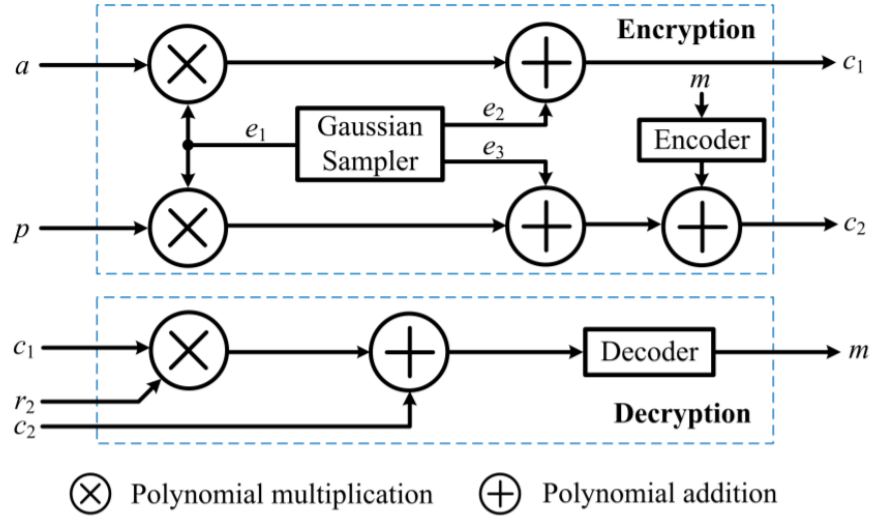 Encryption
a
c1
m
e1
Gaussian
Sampler
e2
e3
Encoder
p
c2
c1
r2
c2
Decoder
m
Decryption
Polynomial multiplication
Polynomial addition